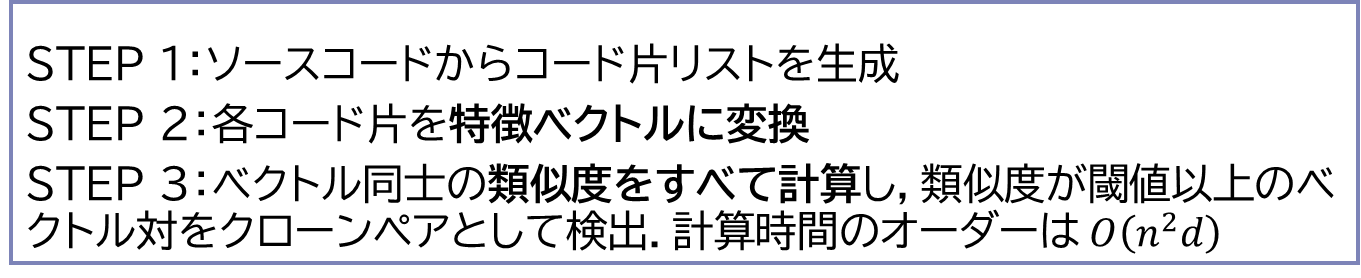 STEP 1：ソースコードからコード片リストを生成
STEP 2：各コード片を特徴ベクトルに変換
STEP 3：ベクトル同士の類似度をすべて計算し，類似度が閾値以上のベ
クトル対をクローンペアとして検出．計算時間のオーダーは O(n²d)